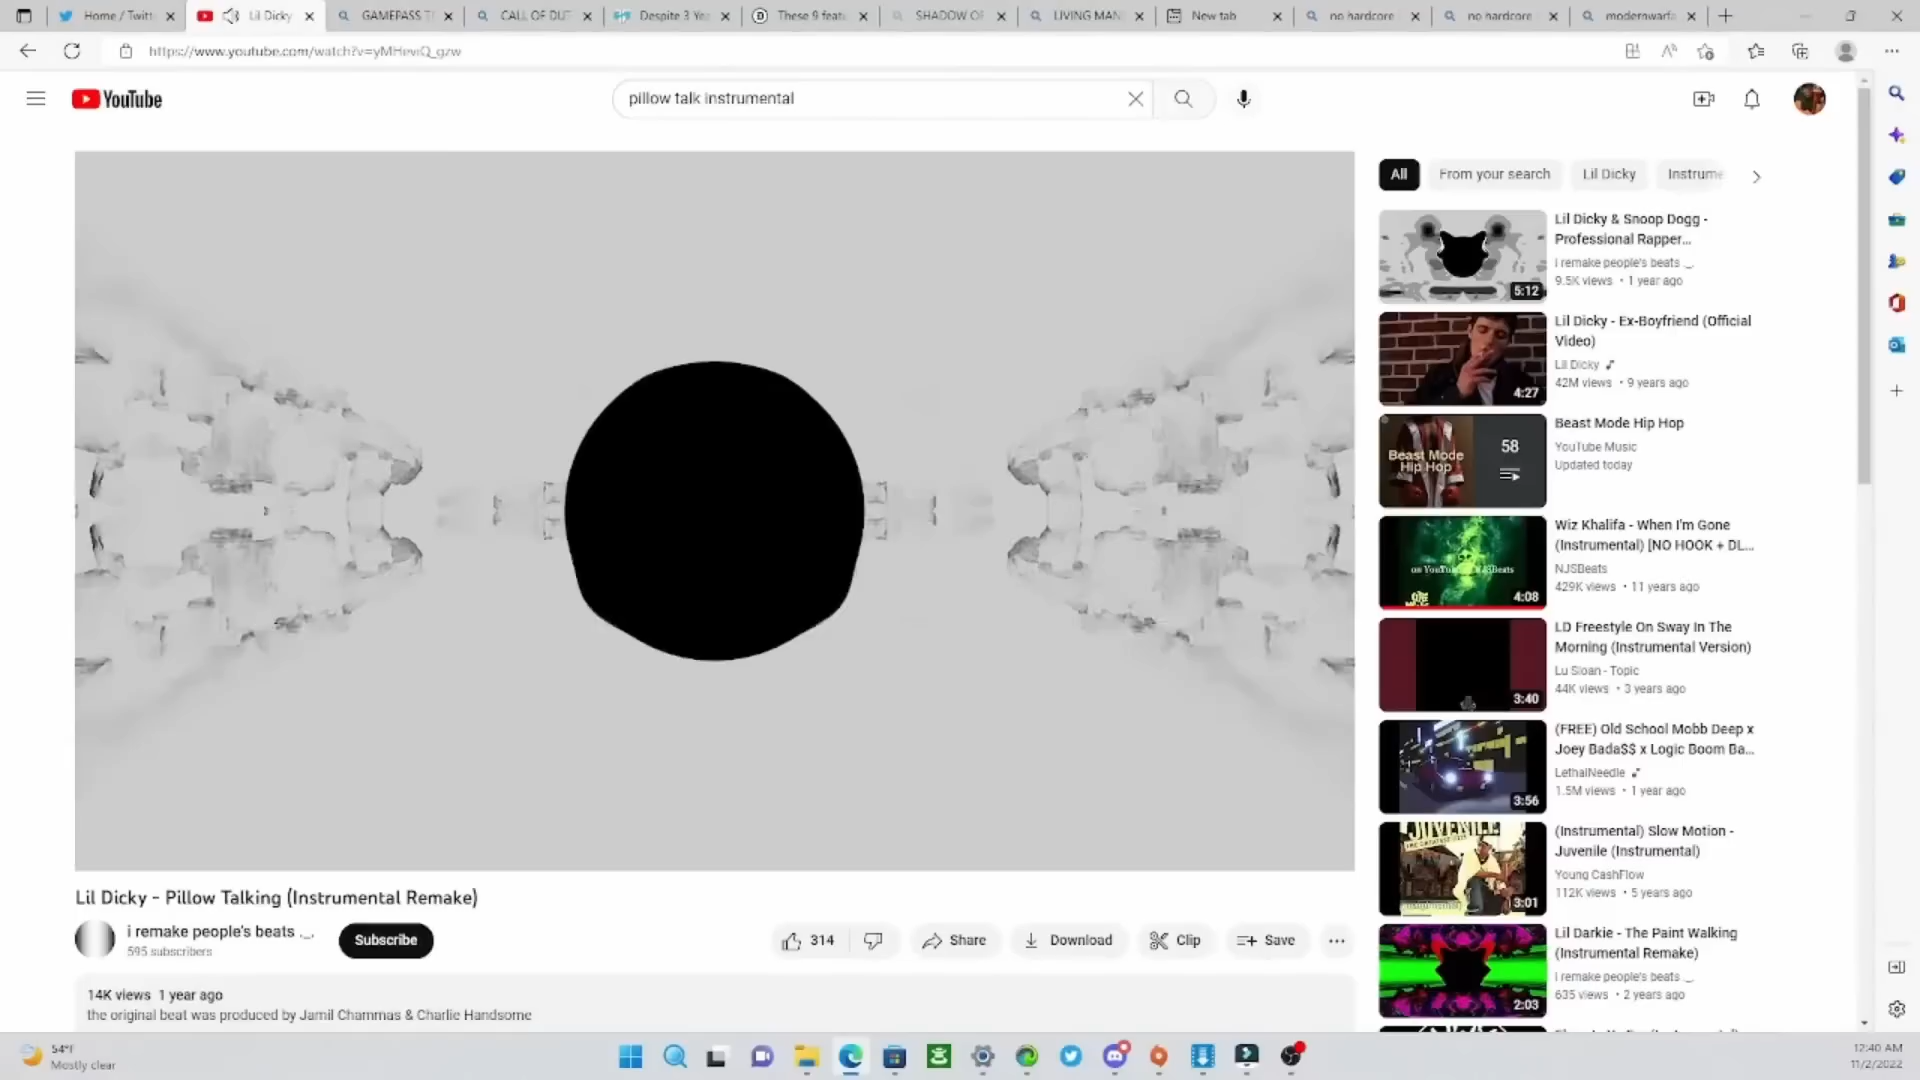 Home / Twitt
Lil Dicky
GAMEPASS T
CALL OF DUT
Despite 3 Ye
These 9 feat
SHADOW OF
LIVING MAN
New tab
no hardcore
no hardcore
modernwarfa
https://www.youtube.com/watch?v=yMHeviQ_gzw
YouTube
pillow talk instrumental
All
From your search
Lil Dicky
Instrume
Lil Dicky & Snoop Dogg -
Professional Rapper...
i remake people's beats ._.
9.5K views • 1 year ago
5:12
Lil Dicky - Ex-Boyfriend (Official
Video)
Lil Dicky
42M views • 9 years ago
4:27
Beast Mode Hip Hop
YouTube Music
Updated today
Beast Mode
Hip Hop
58
Wiz Khalifa - When I'm Gone
(Instrumental) [NO HOOK + DL...
NJSBeats
429K views • 11 years ago
4:08
LD Freestyle On Sway In The
Morning (Instrumental Version)
Lu Sloan - Topic
44K views • 3 years ago
3:40
(FREE) Old School Mobb Deep x
Joey Bada$$ x Logic Boom Ba...
LethalNeedle
1.5M views • 1 year ago
3:56
(Instrumental) Slow Motion -
Juvenile (Instrumental)
Young CashFlow
112K views • 5 years ago
JUVENILE
3:01
Lil Darkie - The Paint Walking
(Instrumental Remake)
i remake people's beats ._.
635 views • 2 years ago
2:03
Lil Dicky - Pillow Talking (Instrumental Remake)
i remake people's beats ._.
595 subscribers
Subscribe
314
Share
Download
Clip
Save
14K views 1 year ago
the original beat was produced by Jamil Chammas & Charlie Handsome
54°F
Mostly clear
12:40 AM
11/2/2022